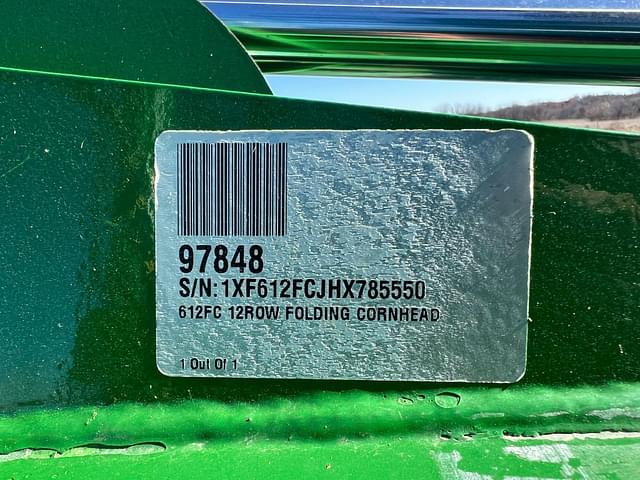 97848
S/N: 1XF612FCJHX785550
612FC 12ROW FOLDING CORNHEAD
1 Out Of 1